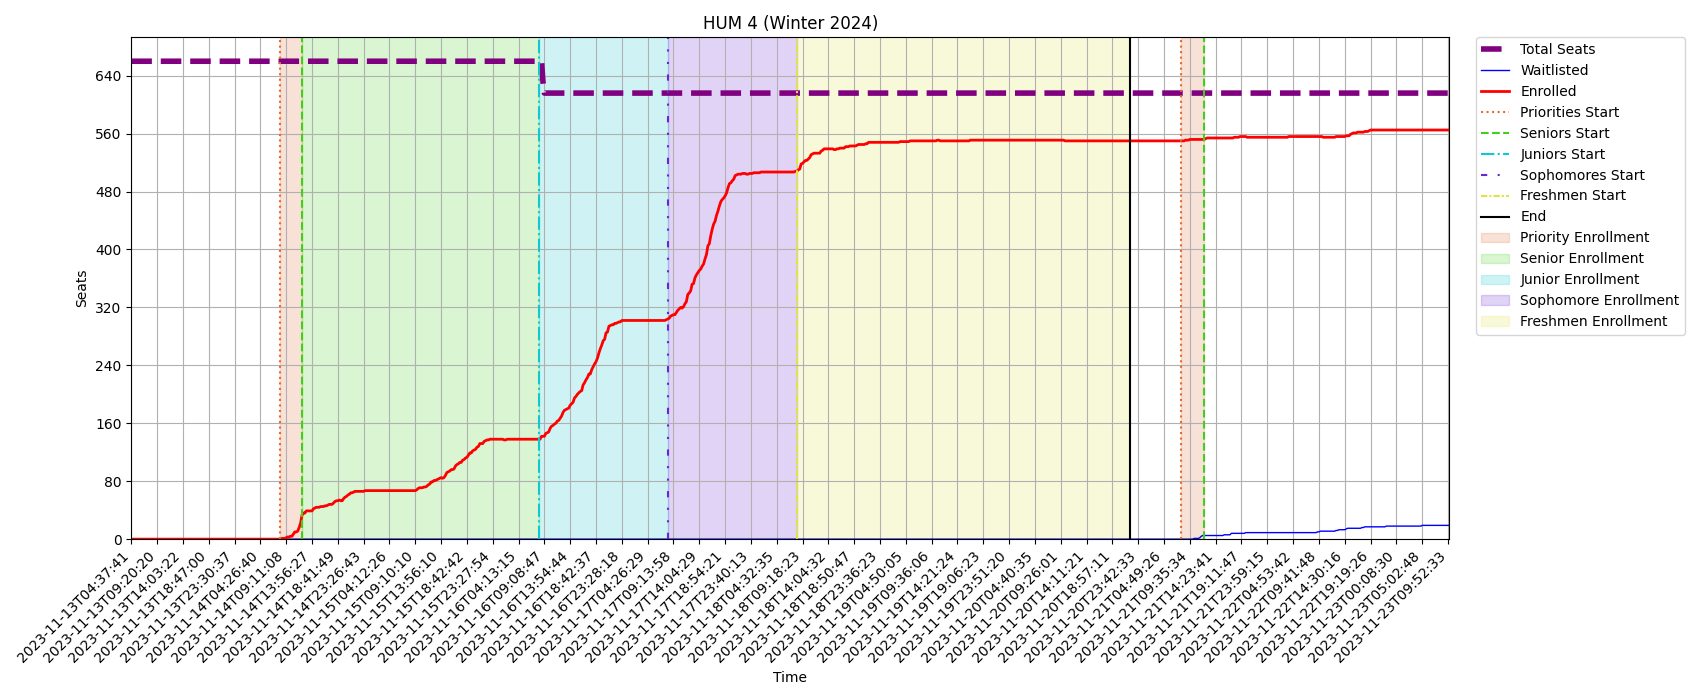 HUM 4 (Winter 2024)
Seats
640
560
480
400
320
240
160
80
0
2023-11-13T04:37:41
2023-11-13T09:20:20
2023-11-13T14:03:22
2023-11-13T18:47:00
2023-11-13T23:30:37
2023-11-14T04:26:40
2023-11-14T09:11:08
2023-11-14T13:56:27
2023-11-14T18:41:49
2023-11-14T23:26:43
2023-11-15T04:12:26
2023-11-15T09:10:10
2023-11-15T13:56:10
2023-11-15T18:42:42
2023-11-15T23:27:54
2023-11-16T04:13:15
2023-11-16T09:08:47
2023-11-16T13:54:44
2023-11-16T18:42:37
2023-11-16T23:28:18
2023-11-17T04:26:29
2023-11-17T09:13:58
2023-11-17T14:04:29
2023-11-17T18:54:21
2023-11-17T23:40:13
2023-11-18T04:32:35
2023-11-18T09:18:23
2023-11-18T14:04:32
2023-11-18T18:50:47
2023-11-18T23:36:23
2023-11-19T04:50:05
2023-11-19T09:36:06
2023-11-19T14:21:24
2023-11-19T19:06:23
2023-11-19T23:51:20
2023-11-20T04:40:35
2023-11-20T09:26:01
2023-11-20T14:11:21
2023-11-20T18:57:11
2023-11-20T23:42:33
2023-11-21T04:49:26
2023-11-21T09:35:34
2023-11-21T14:23:41
2023-11-21T19:11:47
2023-11-21T23:59:15
2023-11-22T04:53:42
2023-11-22T09:41:48
2023-11-22T14:30:16
2023-11-22T19:19:26
2023-11-23T00:08:30
2023-11-23T05:02:48
2023-11-23T09:52:33
Time
Total Seats
Waitlisted
Enrolled
Priorities Start
Seniors Start
Juniors Start
Sophomores Start
Freshmen Start
End
Priority Enrollment
Senior Enrollment
Junior Enrollment
Sophomore Enrollment
Freshmen Enrollment